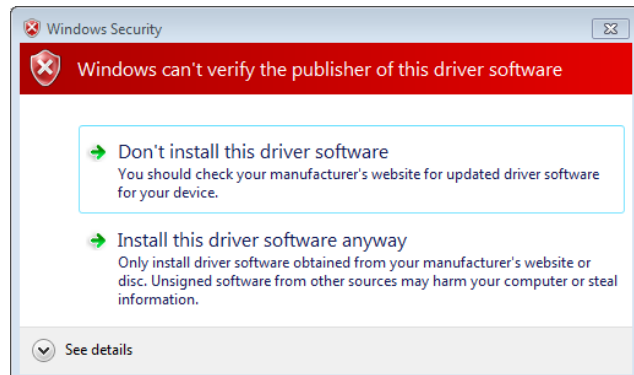 Windows Security
Windows can't verify the publisher of this driver software
Don't install this driver software
You should check your manufacturer's website for updated driver software
for your device.
Install this driver software anyway
Only install driver software obtained from your manufacturer's website or
disc. Unsigned software from other sources may harm your computer or steal
information.
See details